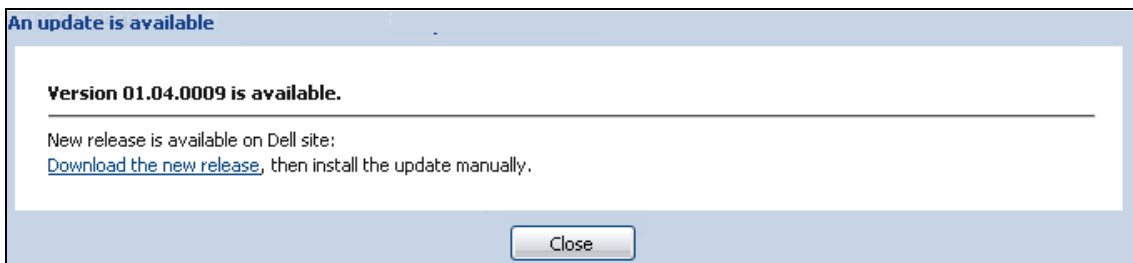 An update is available
Version 01.04.0009 is available.
New release is available on Dell site:
Download the new release, then install the update manually.
Close